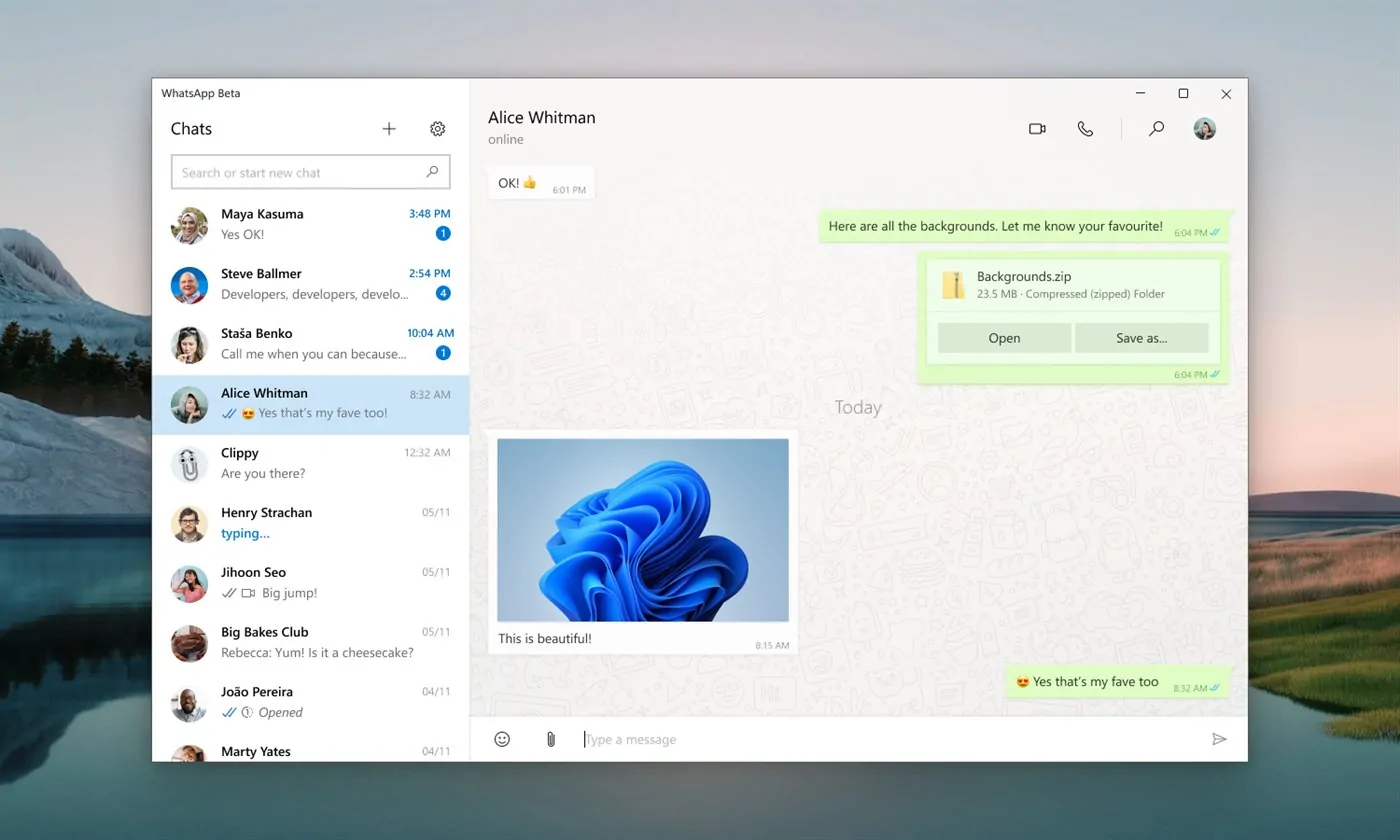 WhatsApp Beta
Chats
Search or start new chat
Maya Kasuma 3:48 PM
Yes OK! 1
Steve Ballmer 2:54 PM
Developers, developers, develo... 4
Staša Benko 10:04 AM
Call me when you can because... 1
Alice Whitman 8:32 AM
😍 Yes that's my fave too!
Clippy 12:32 AM
Are you there?
Henry Strachan 05/11
typing...
Jihoon Seo 05/11
Big jump!
Big Bakes Club 05/11
Rebecca: Yum! Is it a cheesecake?
João Pereira 04/11
Opened
Marty Yates 04/11
Alice Whitman
online
OK! 👍 6:01 PM
Here are all the backgrounds. Let me know your favourite! 6:04 PM
Backgrounds.zip
23.5 MB · Compressed (zipped) Folder
Open Save as...
6:04 PM
Today
This is beautiful! 8:15 AM
😍 Yes that's my fave too 8:32 AM
Type a message